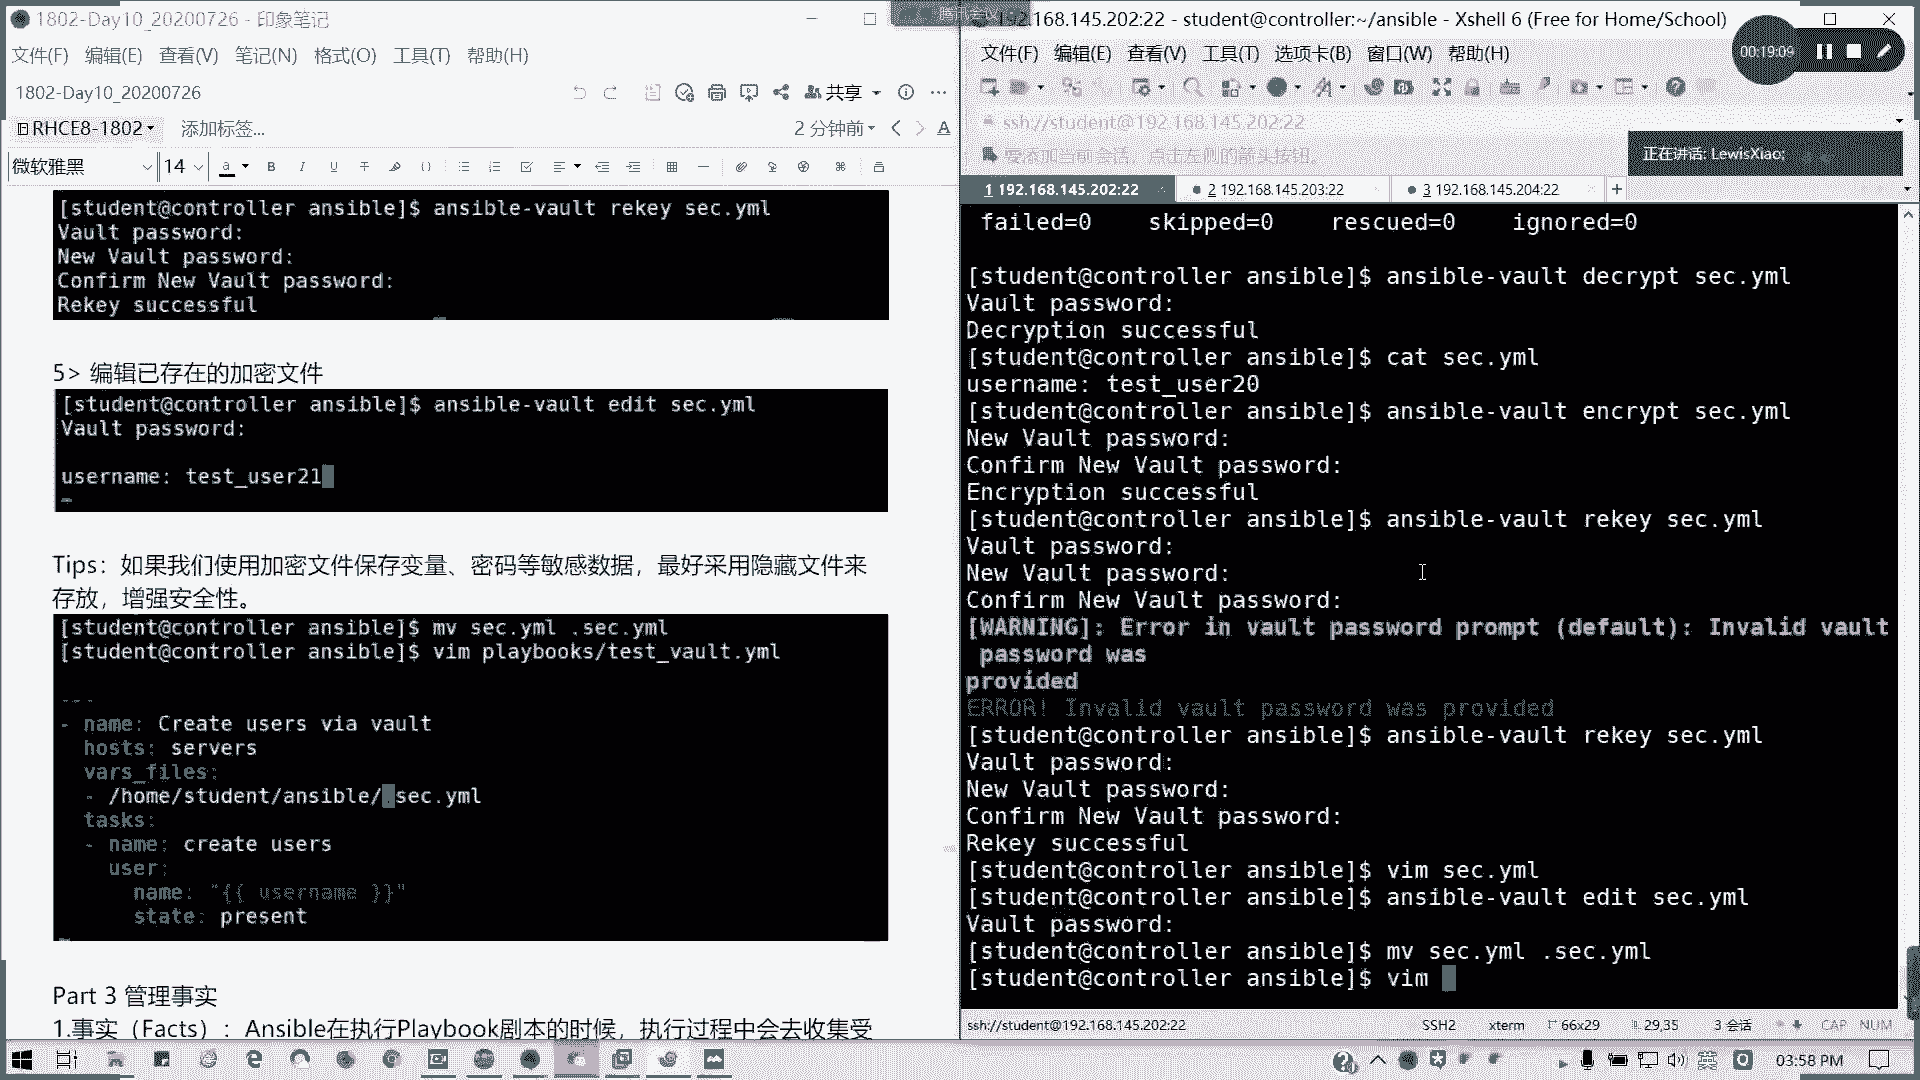 1802-Day10_20200726 - 印象笔记
文件(F) 编辑(E) 查看(V) 笔记(N) 格式(O) 工具(T) 帮助(H)
1802-Day10_20200726
共享
RHCE8-1802 添加标签...
2 分钟前
微软雅黑 14
[student@controller ansible]$ ansible-vault rekey sec.yml
Vault password:
New Vault password:
Confirm New Vault password:
Rekey successful
5> 编辑已存在的加密文件
[student@controller ansible]$ ansible-vault edit sec.yml
Vault password:
username: test_user21
Tips：如果我们使用加密文件保存变量、密码等敏感数据，最好采用隐藏文件来
存放，增强安全性。
[student@controller ansible]$ mv sec.yml .sec.yml
[student@controller ansible]$ vim playbooks/test_vault.yml
---
- name: Create users via vault
hosts: servers
vars_files:
- /home/student/ansible/.sec.yml
tasks:
- name: create users
user:
name: "{{ username }}"
state: present
Part 3 管理事实
1.事实（Facts）：Ansible在执行Playbook剧本的时候，执行过程中会去收集受
192.168.145.202:22 - student@controller:~/ansible - Xshell 6 (Free for Home/School)
文件(F) 编辑(E) 查看(V) 工具(T) 选项卡(B) 窗口(W) 帮助(H)
00:19:09
ssh://student@192.168.145.202:22
要添加当前会话，点击左侧的箭头按钮。
正在讲话: LewisXiao;
1 192.168.145.202:22
2 192.168.145.203:22
3 192.168.145.204:22
failed=0 skipped=0 rescued=0 ignored=0
[student@controller ansible]$ ansible-vault decrypt sec.yml
Vault password:
Decryption successful
[student@controller ansible]$ cat sec.yml
username: test_user20
[student@controller ansible]$ ansible-vault encrypt sec.yml
New Vault password:
Confirm New Vault password:
Encryption successful
[student@controller ansible]$ ansible-vault rekey sec.yml
Vault password:
New Vault password:
Confirm New Vault password:
[WARNING]: Error in vault password prompt (default): Invalid vault
password was
provided
ERROR! Invalid vault password was provided
[student@controller ansible]$ ansible-vault rekey sec.yml
Vault password:
New Vault password:
Confirm New Vault password:
Rekey successful
[student@controller ansible]$ vim sec.yml
[student@controller ansible]$ ansible-vault edit sec.yml
Vault password:
[student@controller ansible]$ mv sec.yml .sec.yml
[student@controller ansible]$ vim
ssh://student@192.168.145.202:22 SSH2 xterm 66x29 29,35 3 会话 CAP NUM
英
03:58 PM